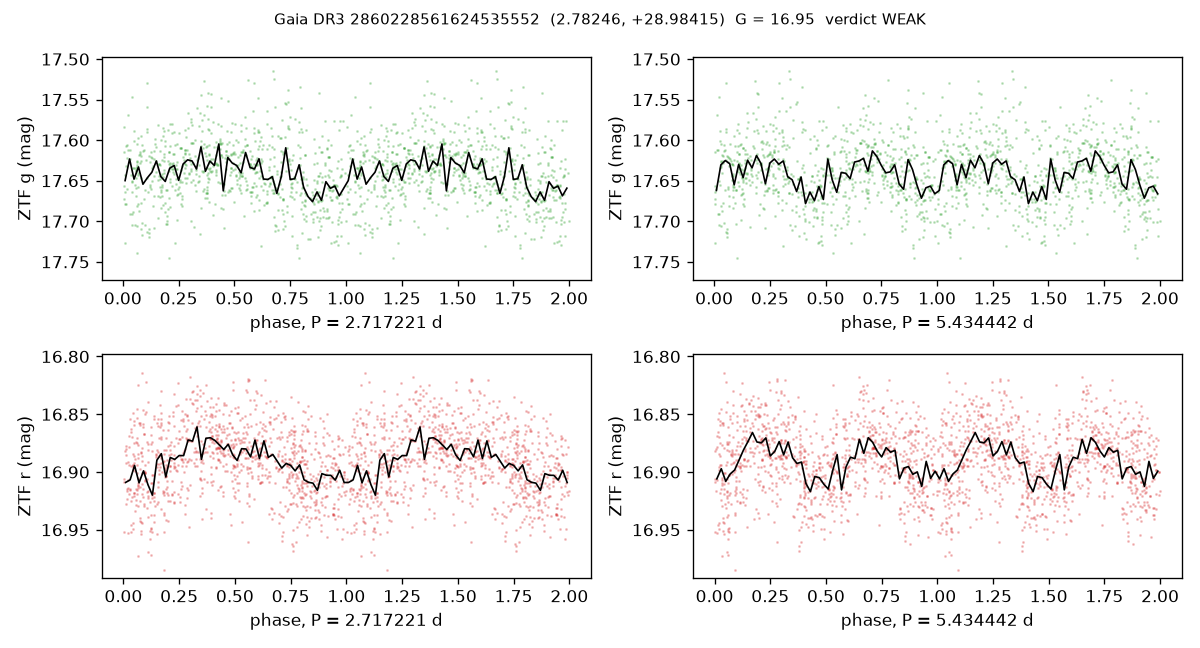 Gaia DR3 2860228561624535552 (2.78246, +28.98415) G = 16.95 verdict WEAK
17.50
17.55
17.60
17.65
17.70
17.75
ZTF g (mag)
0.00 0.25 0.50 0.75 1.00 1.25 1.50 1.75 2.00
phase, P = 2.717221 d
17.50
17.55
17.60
17.65
17.70
17.75
ZTF g (mag)
0.00 0.25 0.50 0.75 1.00 1.25 1.50 1.75 2.00
phase, P = 5.434442 d
16.80
16.85
16.90
16.95
ZTF r (mag)
0.00 0.25 0.50 0.75 1.00 1.25 1.50 1.75 2.00
phase, P = 2.717221 d
16.80
16.85
16.90
16.95
ZTF r (mag)
0.00 0.25 0.50 0.75 1.00 1.25 1.50 1.75 2.00
phase, P = 5.434442 d